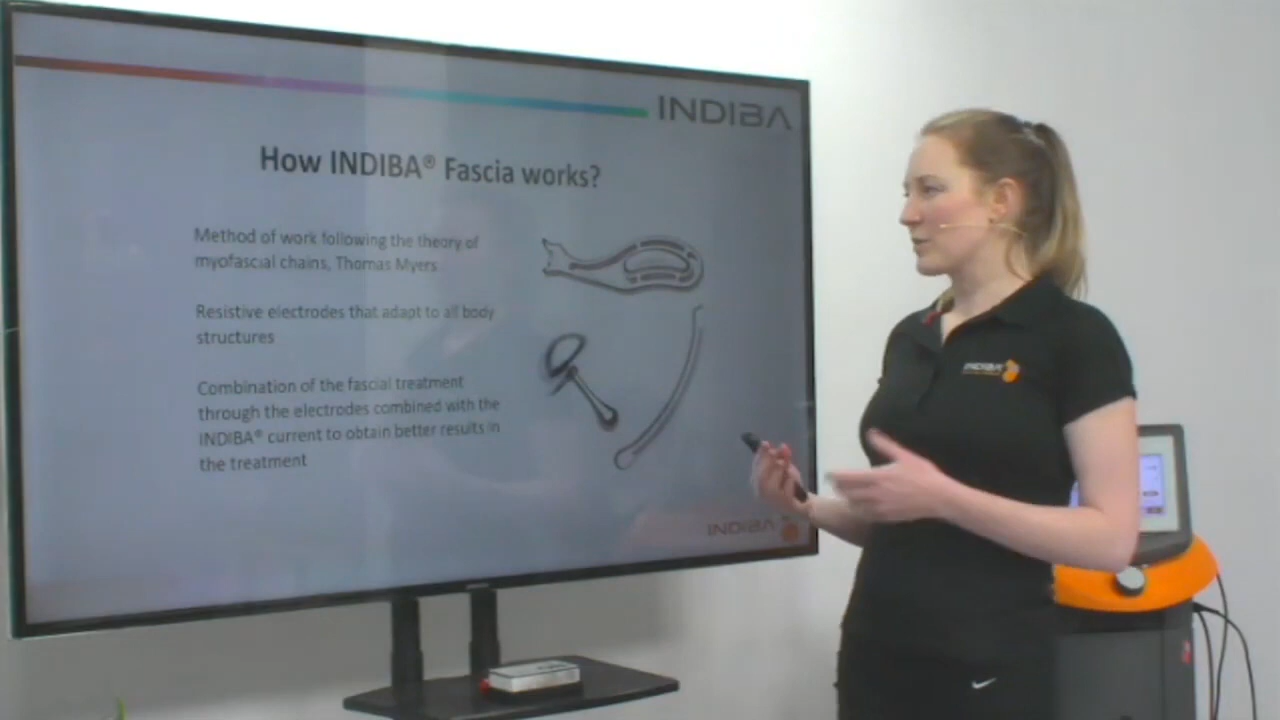 INDIBA
How INDIBA® Fascia works?
Method of work following the theory of
myofascial chains, Thomas Myers
Resistive electrodes that adapt to all body
structures
Combination of the fascial treatment
through the electrodes combined with the
INDIBA® current to obtain better results in
the treatment
INDIBA
INDIBA